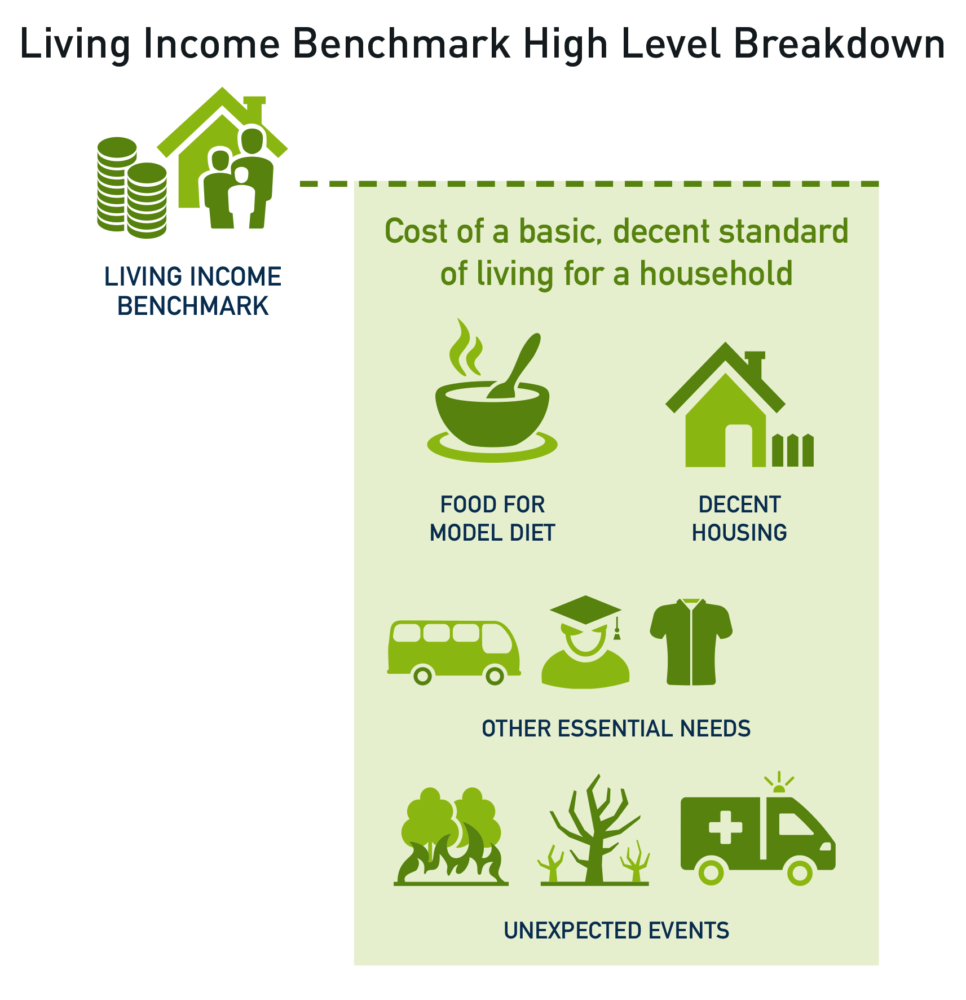 Living Income Benchmark High Level Breakdown
LIVING INCOME
BENCHMARK
Cost of a basic, decent standard
of living for a household
FOOD FOR
MODEL DIET
DECENT
HOUSING
OTHER ESSENTIAL NEEDS
UNEXPECTED EVENTS